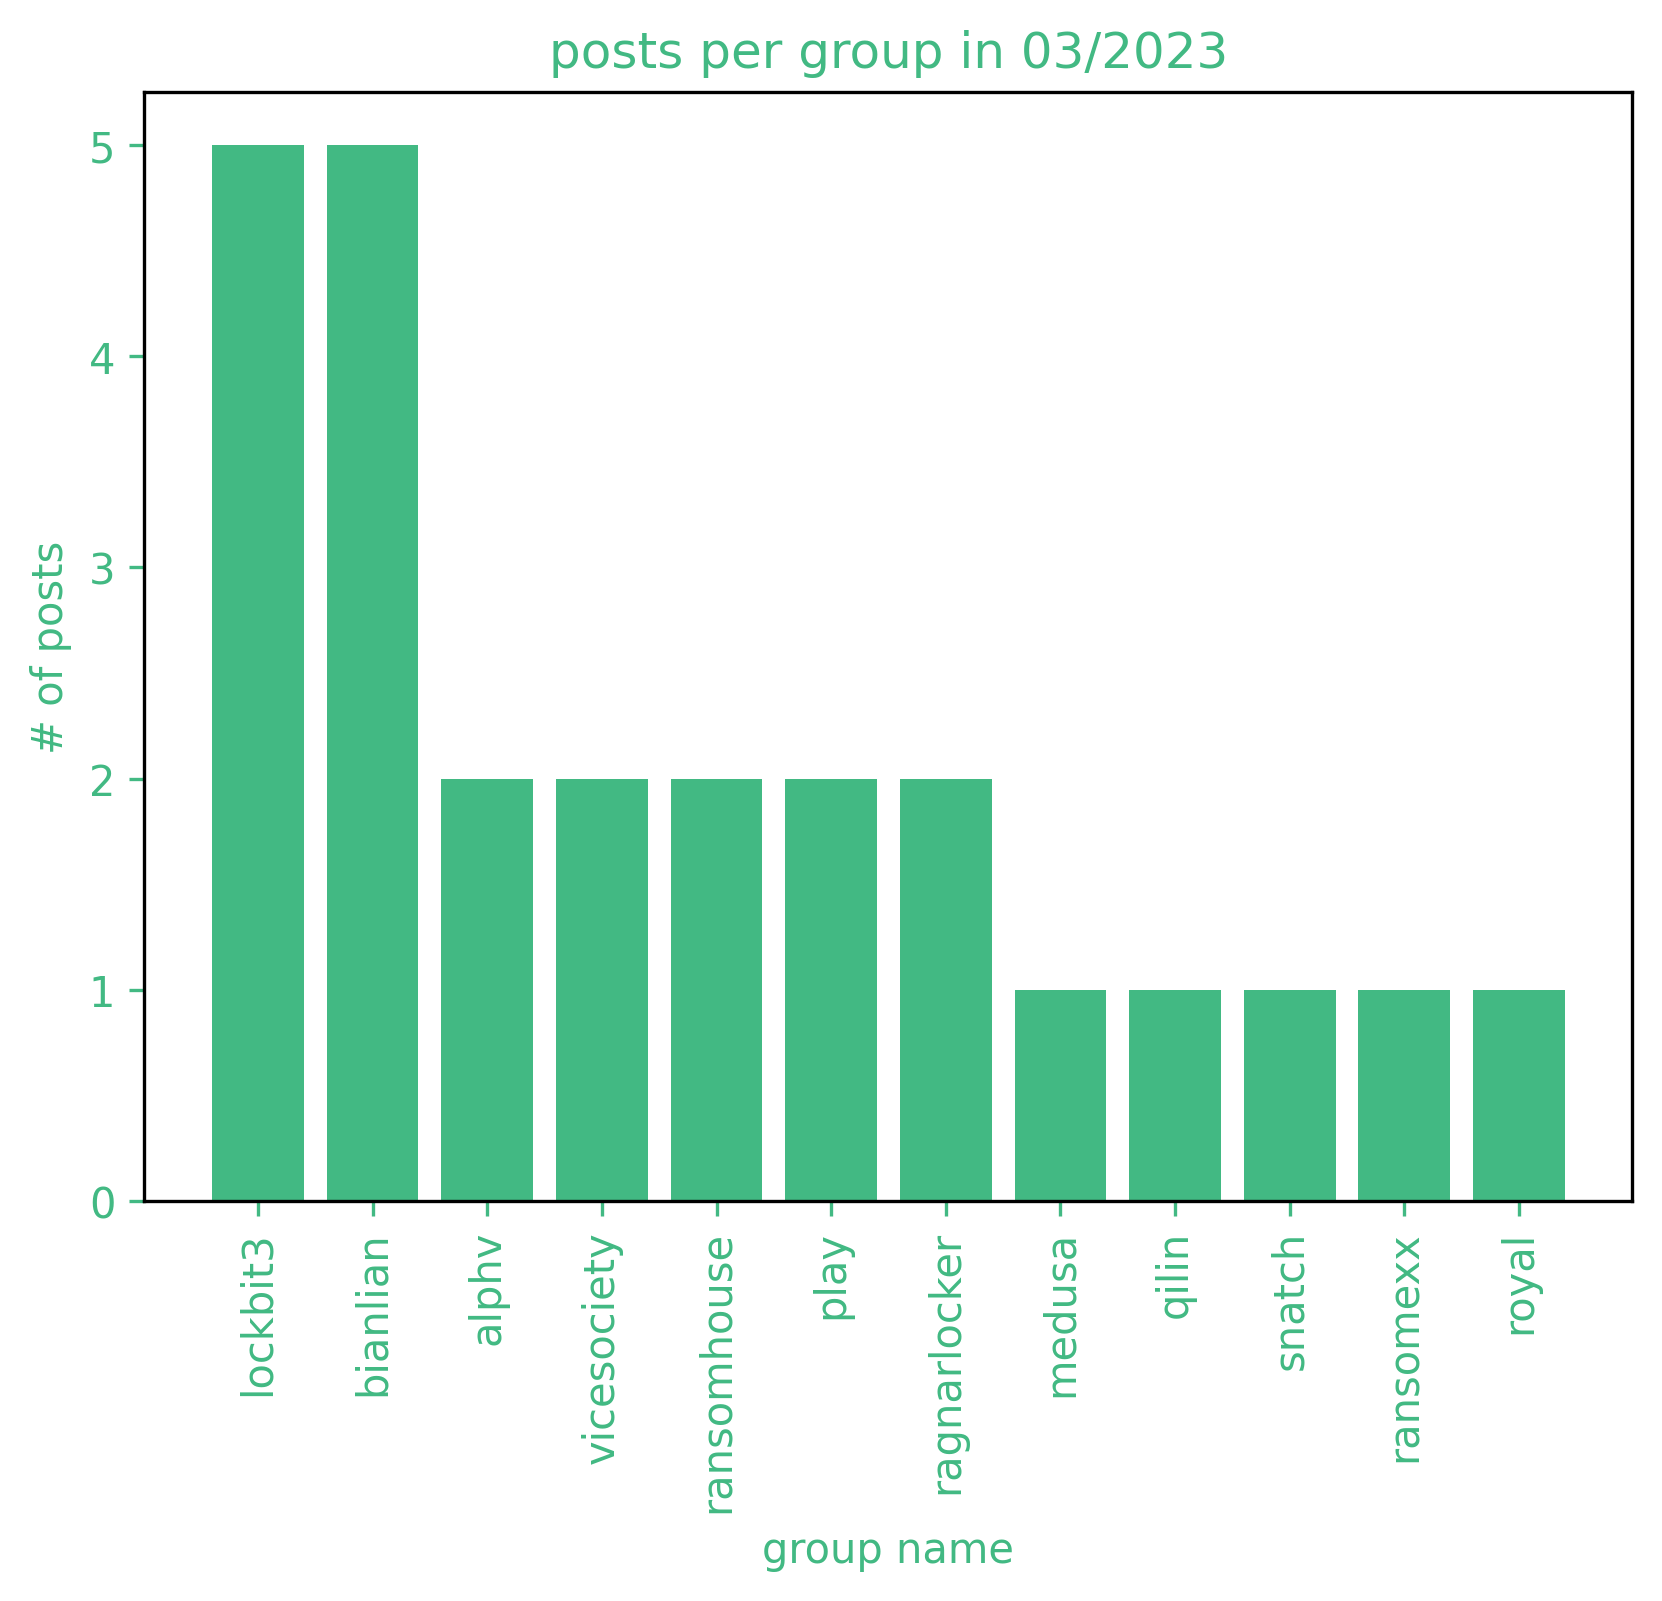 posts per group in 03/2023
# of posts
5
4
3
2
1
0
lockbit3
bianlian
alphv
vicesociety
ransomhouse
play
ragnarlocker
medusa
qilin
snatch
ransomexx
royal
group name